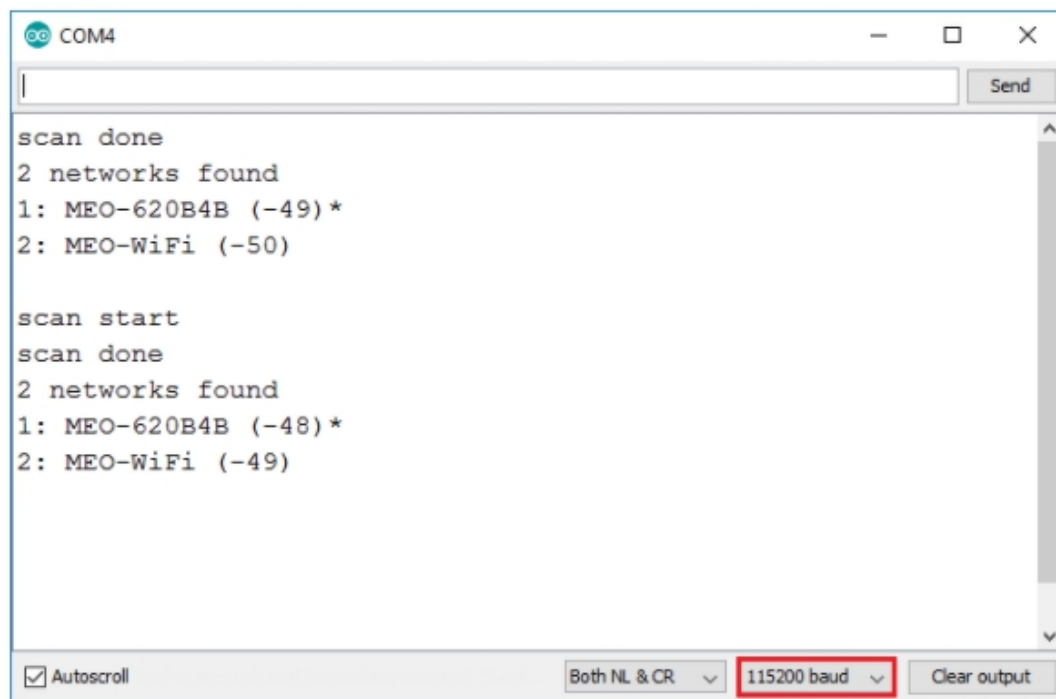 COM4
Send
scan done
2 networks found
1: MEO-620B4B (-49)*
2: MEO-WiFi (-50)
scan start
scan done
2 networks found
1: MEO-620B4B (-48)*
2: MEO-WiFi (-49)
Autoscroll
Both NL & CR
115200 baud
Clear output